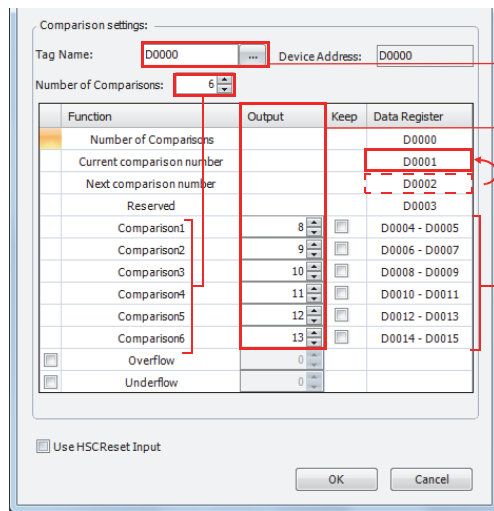 Comparison settings:
Tag Name: D0000 ... Device Address: D0000
Number of Comparisons: 6
Function Output Keep Data Register
Number of Comparisons D0000
Current comparison number D0001
Next comparison number D0002
Reserved D0003
Comparison1 8 D0004 - D0005
Comparison2 9 D0006 - D0007
Comparison3 10 D0008 - D0009
Comparison4 11 D0010 - D0011
Comparison5 12 D0012 - D0013
Comparison6 13 D0014 - D0015
Overflow 0
Underflow 0
Use HSCReset Input
OK Cancel